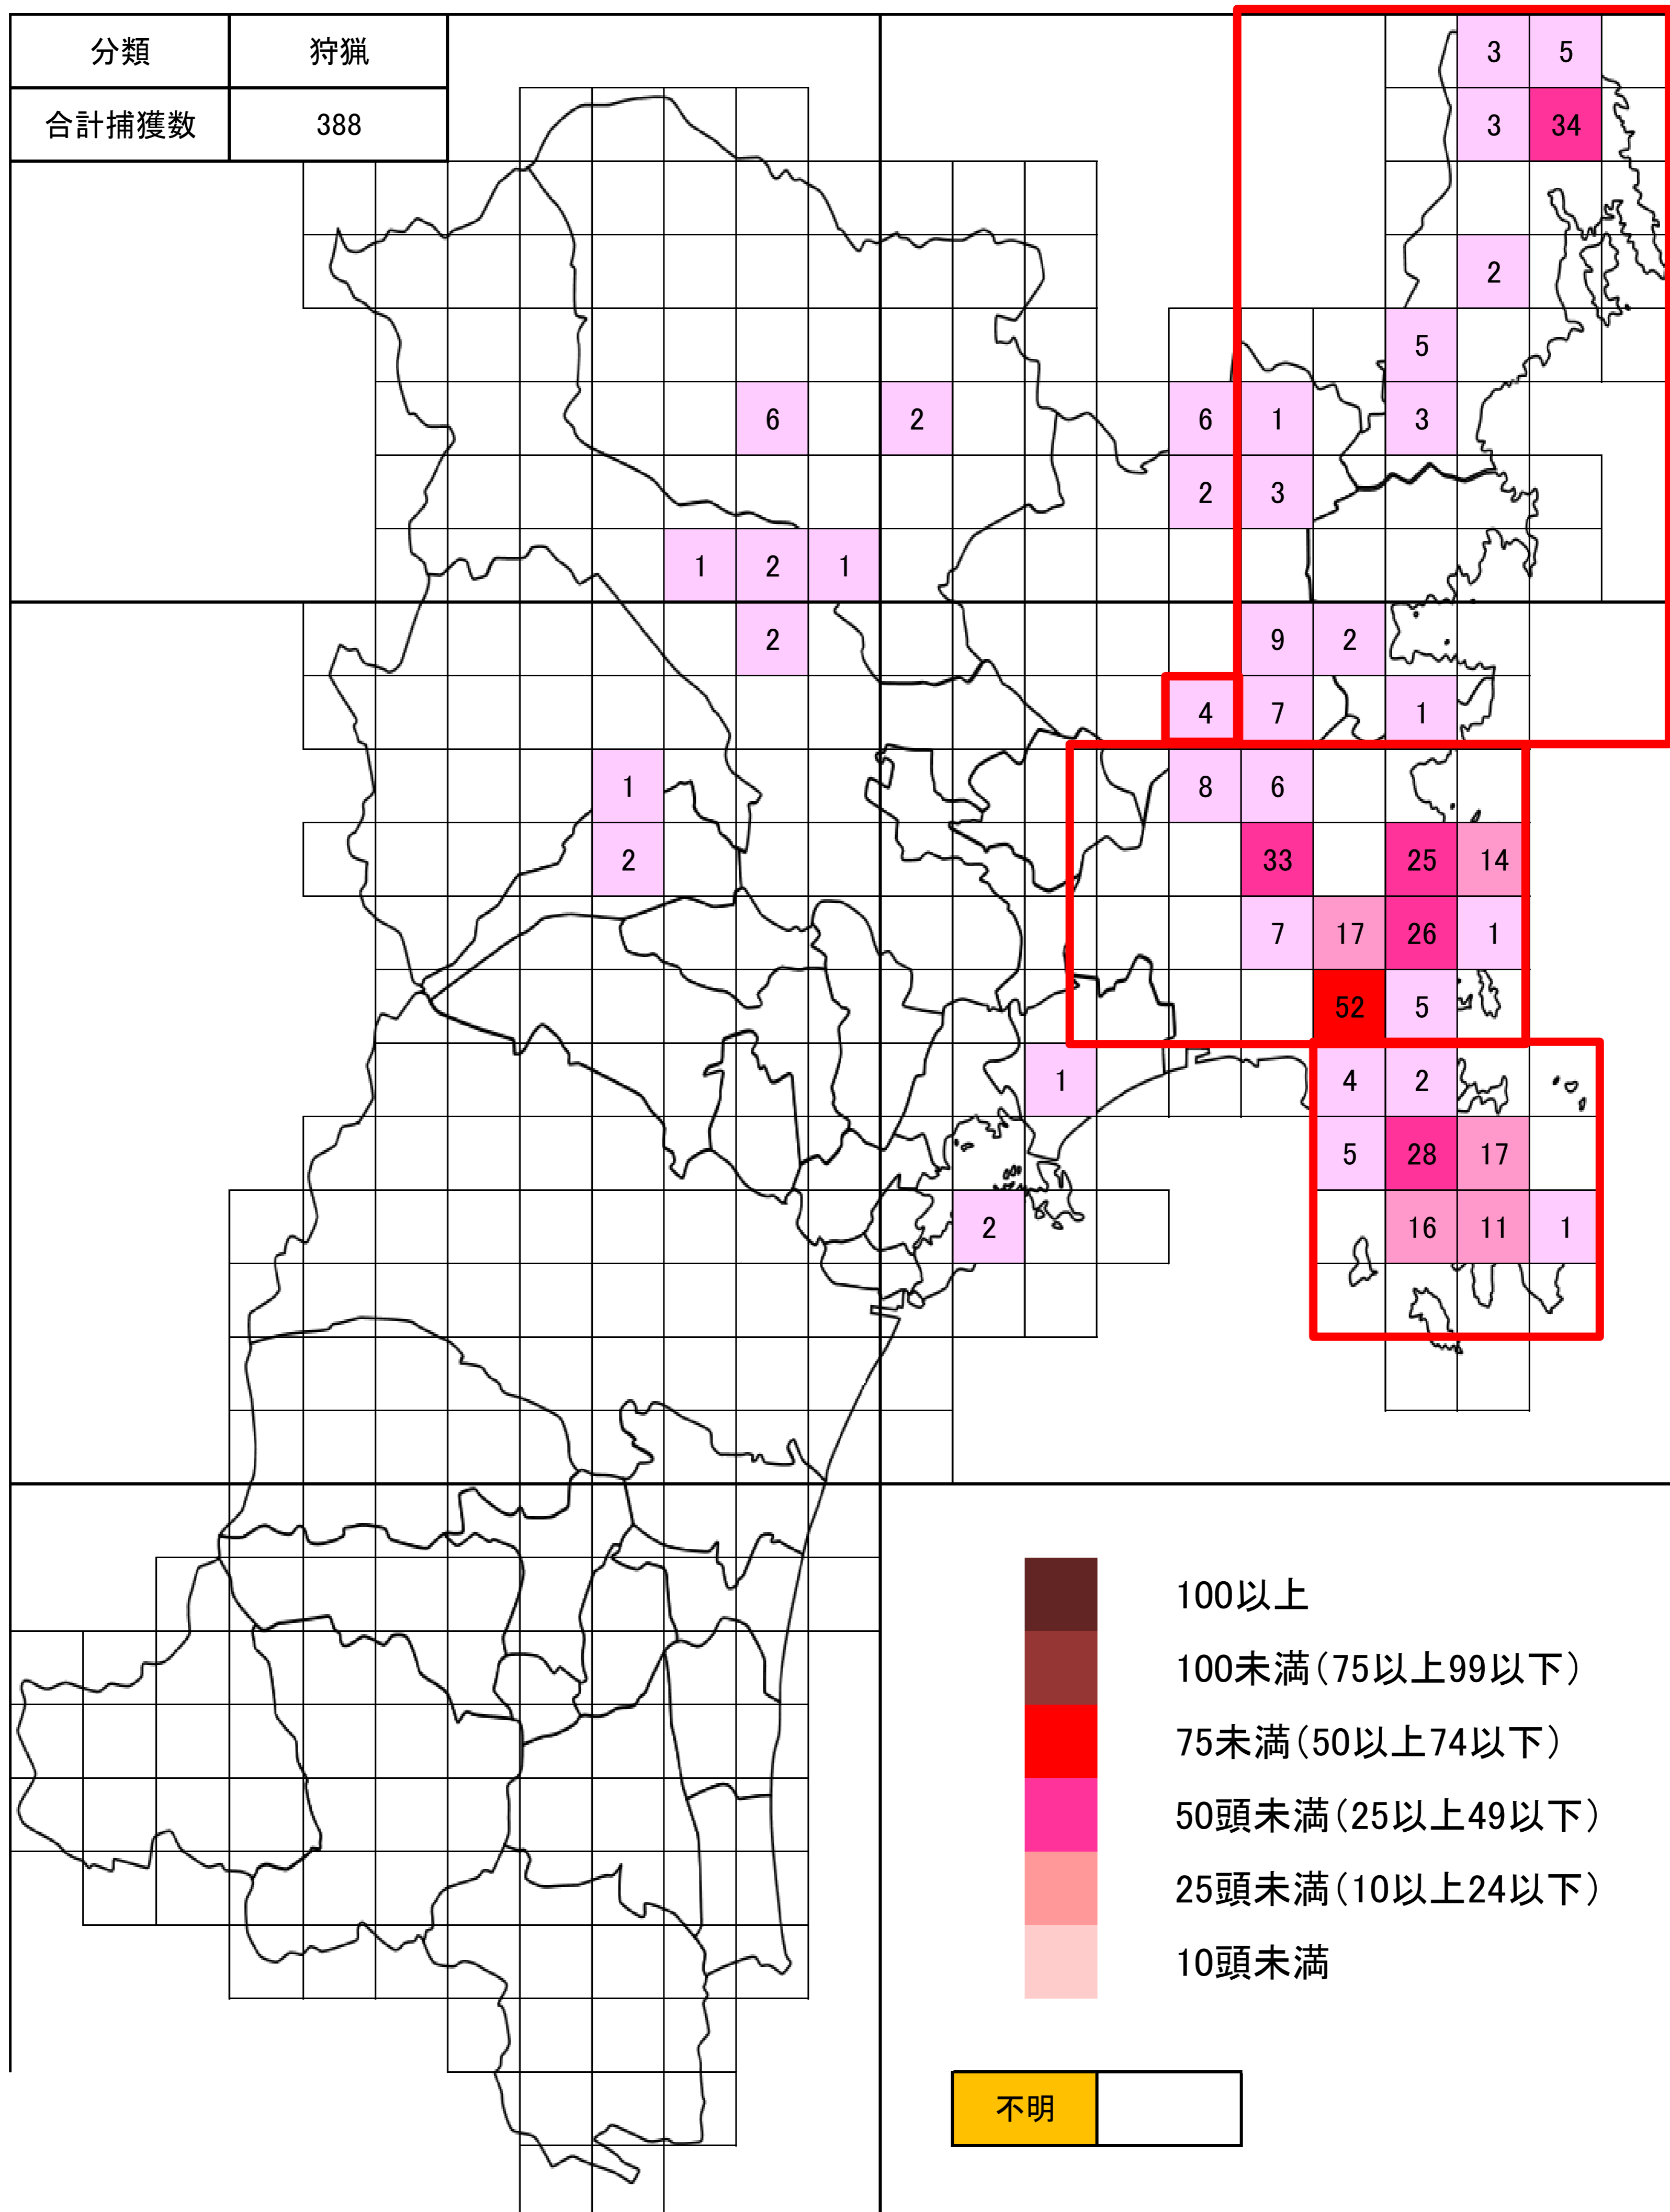 分類 狩猟
合計捕獲数 388
3 5
3 34
2
5
6 2 6 1 3
2 3
1 2 1
2 9 2
4 7 1
1 8 6
2 33 25 14
7 17 26 1
52 5
1 4 2
5 28 17
2 16 11 1
100以上
100未満(75以上99以下)
75未満(50以上74以下)
50頭未満(25以上49以下)
25頭未満(10以上24以下)
10頭未満
不明